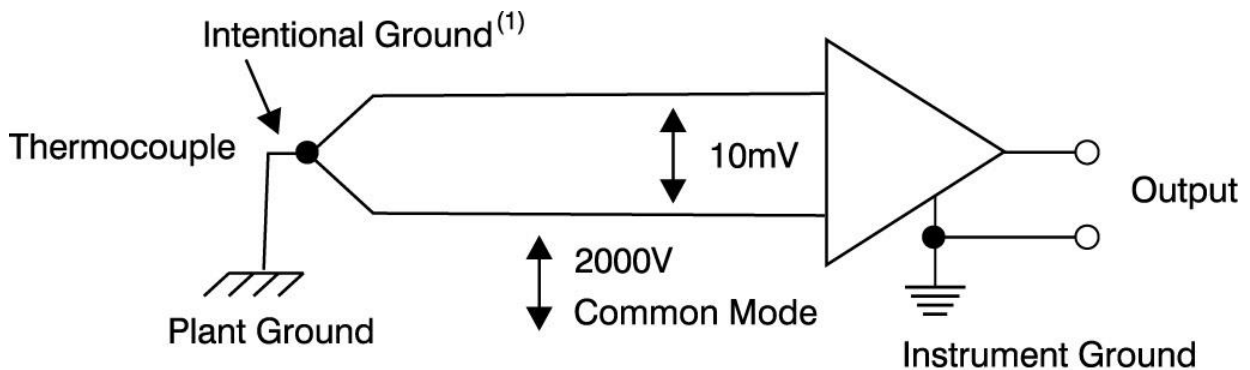 Intentional Ground(1)
Thermocouple
10mV
Output
2000V
Common Mode
Plant Ground
Instrument Ground